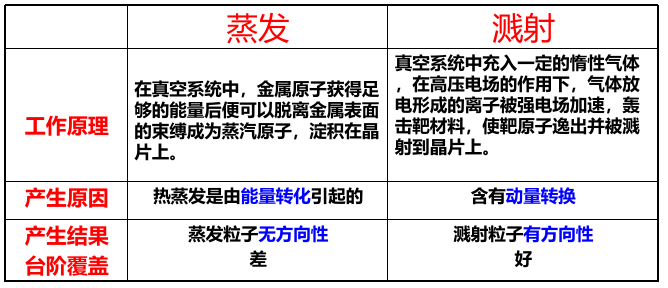 蒸发
溅射
工作原理
在真空系统中，金属原子获得足
够的能量后便可以脱离金属表面
的束缚成为蒸汽原子，淀积在晶
片上。
真空系统中充入一定的惰性气体
，在高压电场的作用下，气体放
电形成的离子被强电场加速，轰
击靶材料，使靶原子逸出并被溅
射到晶片上。
产生原因
热蒸发是由能量转化引起的
含有动量转换
产生结果
台阶覆盖
蒸发粒子无方向性
差
溅射粒子有方向性
好